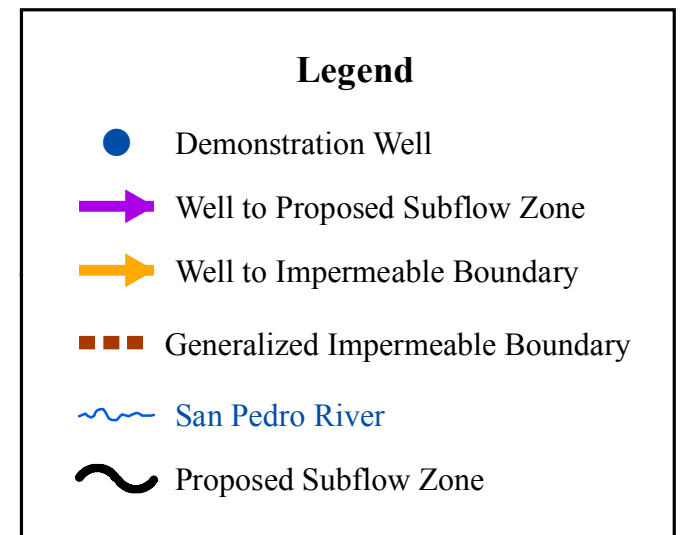 Legend
Demonstration Well
Well to Proposed Subflow Zone
Well to Impermeable Boundary
Generalized Impermeable Boundary
San Pedro River
Proposed Subflow Zone